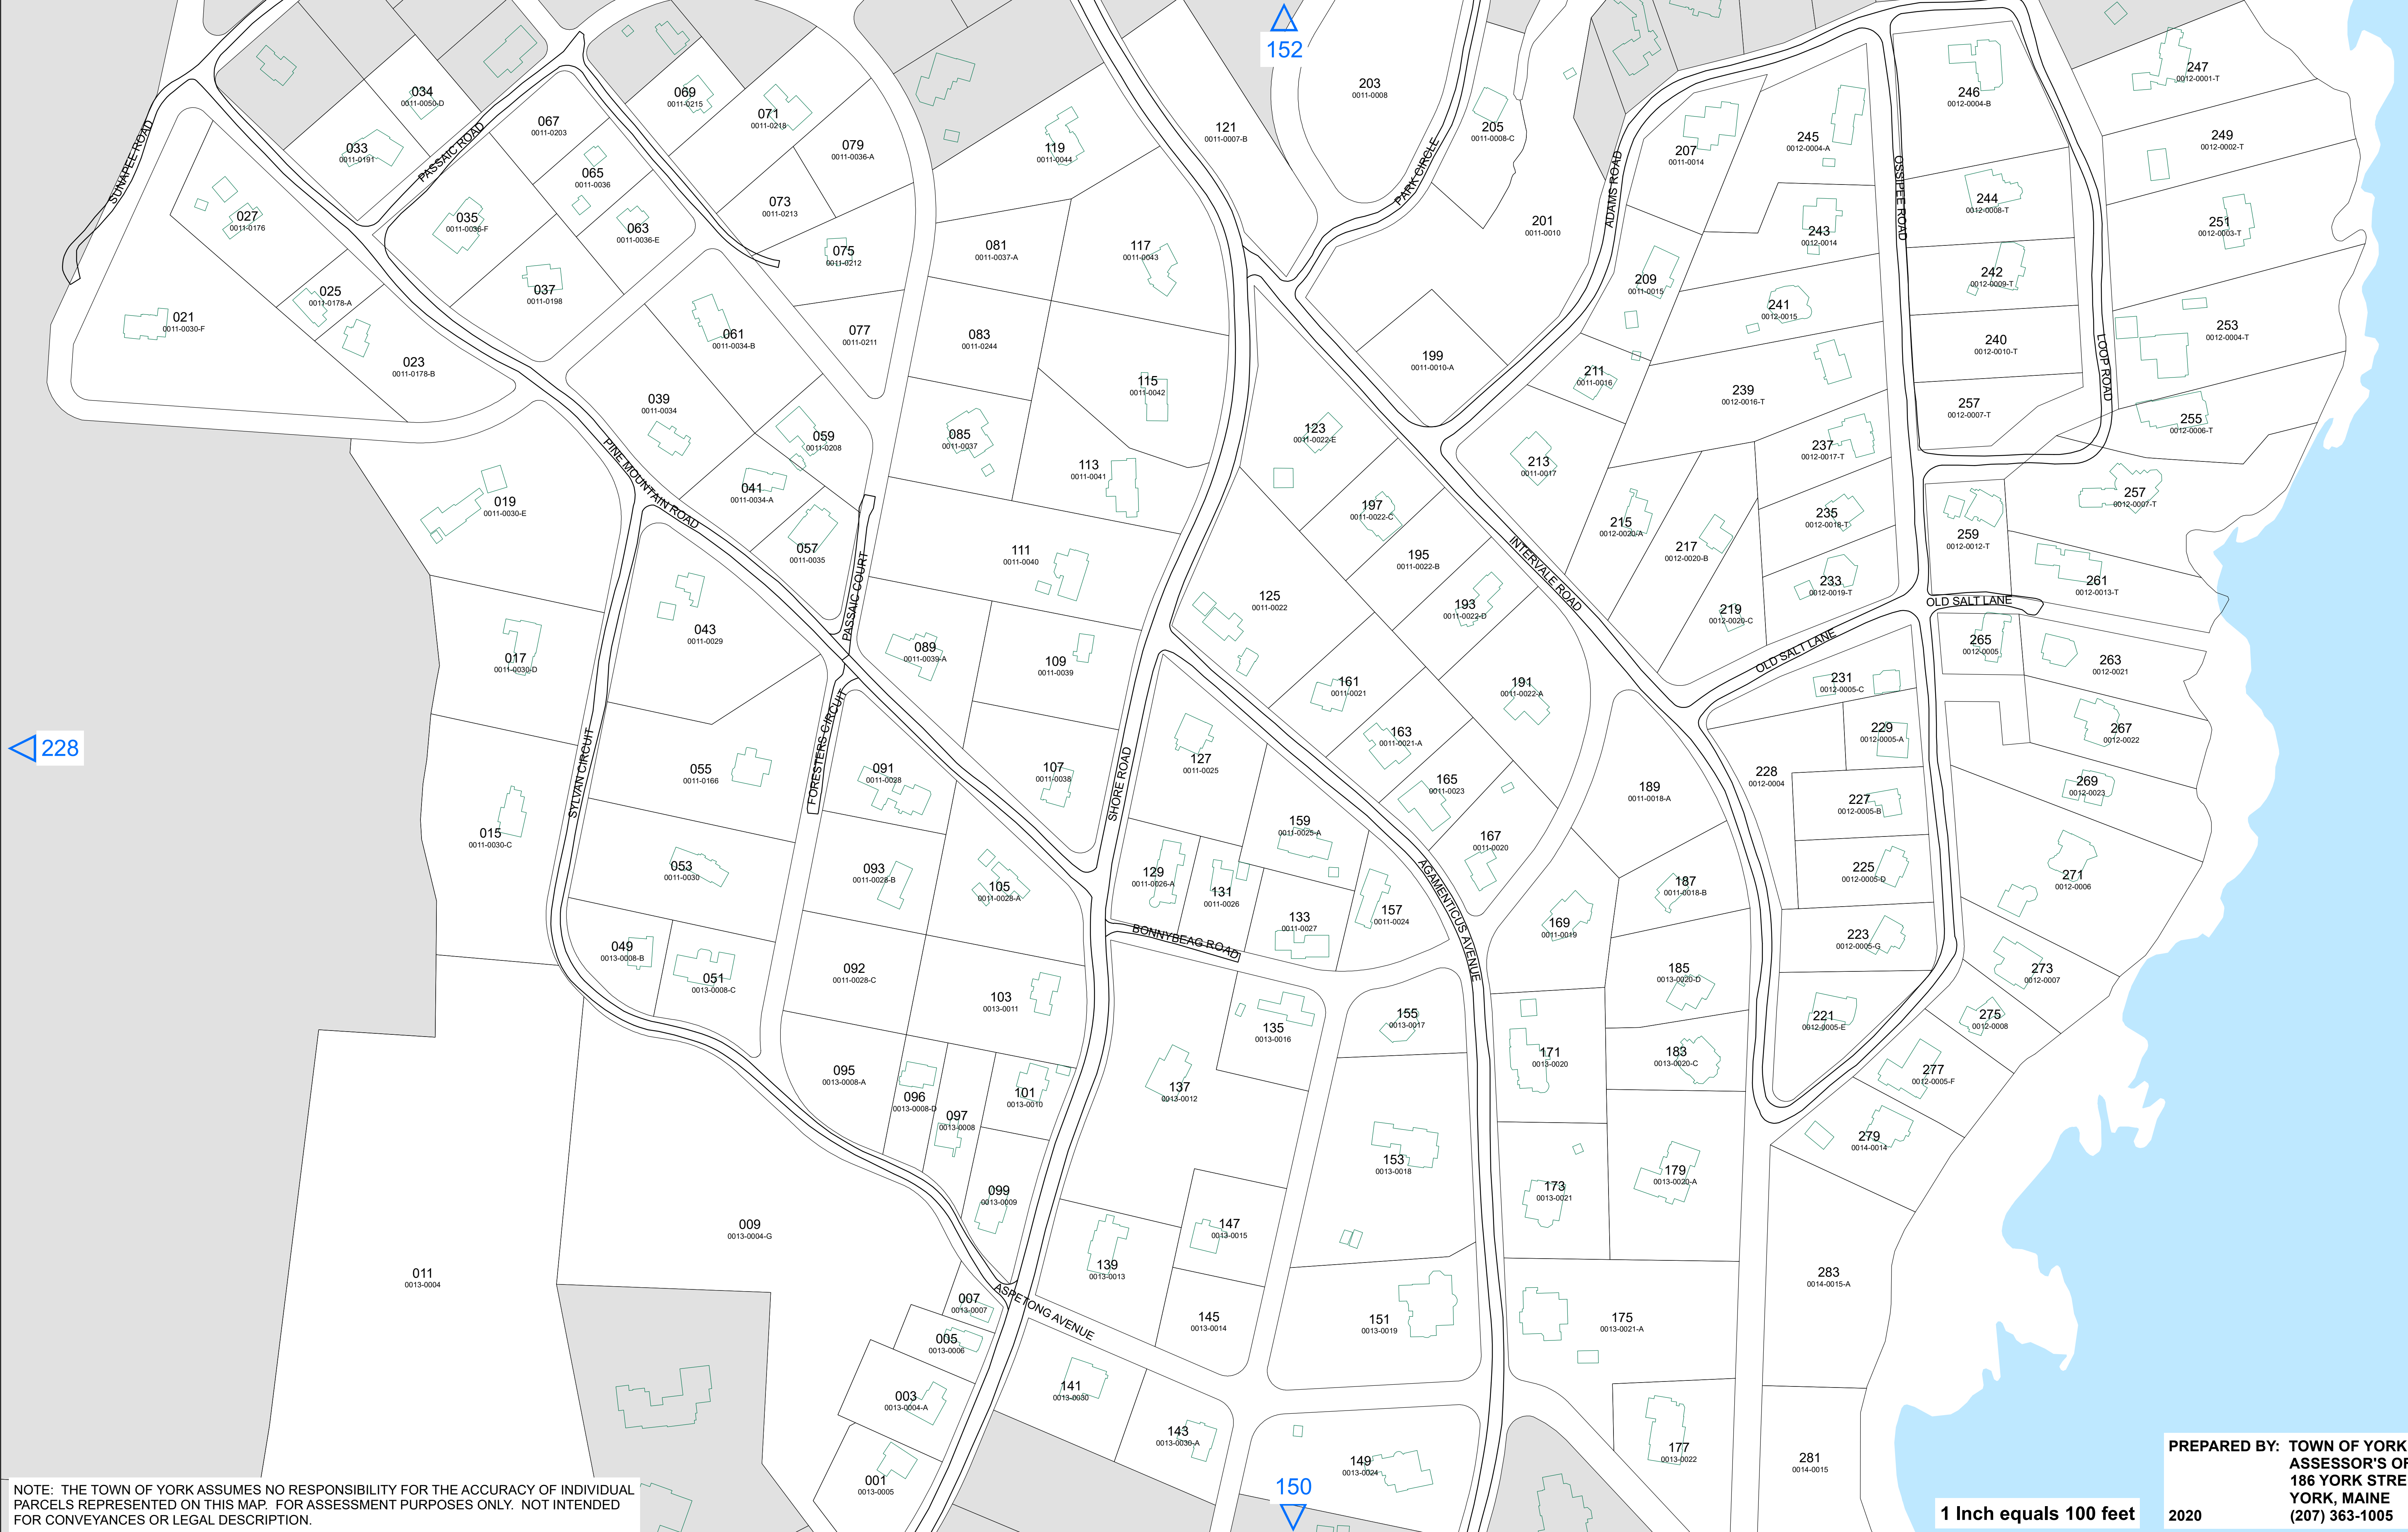 152
034
0011-0050-D
033
0011-0191
067
0011-0203
069
0011-0215
071
0011-0218
079
0011-0036-A
065
0011-0036
063
0011-0036-E
073
0011-0213
075
0011-0212
077
0011-0211
035
0011-0036-F
037
0011-0198
027
0011-0176
025
0011-0178-A
023
0011-0178-B
021
0011-0030-F
061
0011-0034-B
039
0011-0034
059
0011-0208
041
0011-0034-A
057
0011-0035
SUNAPEE ROAD
PASSAIC ROAD
PINE MOUNTAIN ROAD
PASSAIC COURT
119
0011-0044
121
0011-0007-B
081
0011-0037-A
117
0011-0043
083
0011-0244
115
0011-0042
085
0011-0037
113
0011-0041
111
0011-0040
089
0011-0039-A
109
0011-0039
107
0011-0038
203
0011-0008
205
0011-0008-C
201
0011-0010
199
0011-0010-A
PARK CIRCLE
ADAMS ROAD
207
0011-0014
209
0011-0015
211
0011-0016
213
0011-0017
245
0012-0004-A
243
0012-0014
241
0012-0015
239
0012-0016-T
237
0012-0017-T
235
0012-0018-T
233
0012-0019-T
215
0012-0020-A
217
0012-0020-B
219
0012-0020-C
OSSIPEE ROAD
LOOP ROAD
246
0012-0004-B
244
0012-0008-T
242
0012-0009-T
240
0012-0010-T
257
0012-0007-T
247
0012-0001-T
249
0012-0002-T
251
0012-0003-T
253
0012-0004-T
255
0012-0006-T
257
0012-0007-T
259
0012-0012-T
261
0012-0013-T
OLD SALT LANE
OLD SALT LANE
265
0012-0005
263
0012-0021
267
0012-0022
269
0012-0023
271
0012-0006
273
0012-0007
275
0012-0008
277
0012-0005-F
279
0014-0014
231
0012-0005-C
229
0012-0005-A
228
0012-0004
227
0012-0005-B
225
0012-0005-D
223
0012-0005-G
221
0012-0005-E
123
0011-0022-E
197
0011-0022-C
195
0011-0022-B
193
0011-0022-D
125
0011-0022
161
0011-0021
163
0011-0021-A
191
0011-0022-A
165
0011-0023
167
0011-0020
189
0011-0018-A
187
0011-0018-B
169
0011-0019
185
0013-0020-D
183
0013-0020-C
171
0013-0020
173
0013-0021
179
0013-0020-A
175
0013-0021-A
177
0013-0022
283
0014-0015-A
281
0014-0015
INTERVALE ROAD
AGAMENTICUS AVENUE
SHORE ROAD
BONNYBEAG ROAD
127
0011-0025
129
0011-0026-A
131
0011-0026
159
0011-0025-A
133
0011-0027
157
0011-0024
135
0013-0016
155
0013-0017
137
0013-0012
153
0013-0018
147
0013-0015
139
0013-0013
145
0013-0014
151
0013-0019
141
0013-0030
143
0013-0030-A
149
0013-0024
150
019
0011-0030-E
017
0011-0030-D
015
0011-0030-C
228
SYLVAN CIRCUIT
FORESTERS CIRCUIT
043
0011-0029
055
0011-0166
053
0011-0030
049
0013-0008-B
051
0013-0008-C
091
0011-0028
093
0011-0028-B
105
0011-0028-A
092
0011-0028-C
103
0013-0011
095
0013-0008-A
096
0013-0008-D
097
0013-0008
101
0013-0010
099
0013-0009
009
0013-0004-G
011
0013-0004
007
0013-0007
005
0013-0006
003
0013-0004-A
001
0013-0005
ASPETONG AVENUE
NOTE: THE TOWN OF YORK ASSUMES NO RESPONSIBILITY FOR THE ACCURACY OF INDIVIDUAL
PARCELS REPRESENTED ON THIS MAP. FOR ASSESSMENT PURPOSES ONLY. NOT INTENDED
FOR CONVEYANCES OR LEGAL DESCRIPTION.
1 Inch equals 100 feet
PREPARED BY: TOWN OF YORK
ASSESSOR'S OF
186 YORK STRE
YORK, MAINE
2020 (207) 363-1005